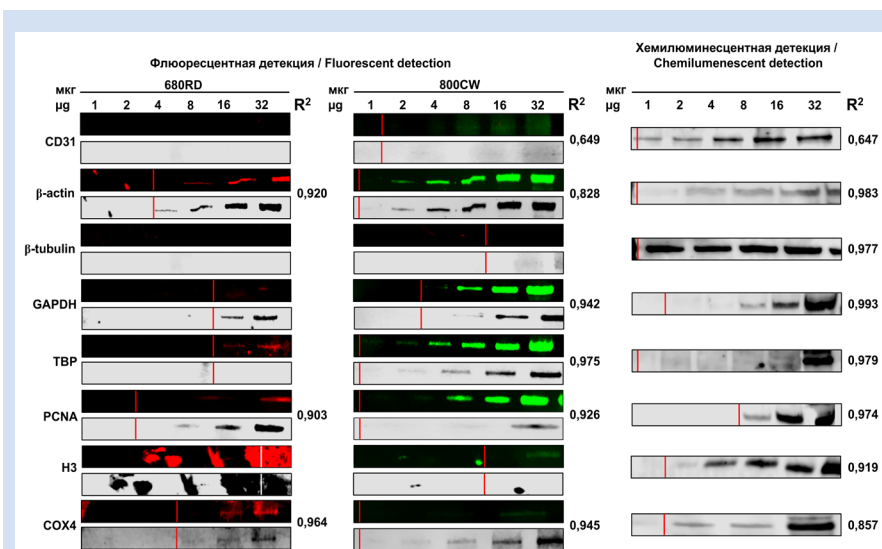 Флюоресцентная детекция / Fluorescent detection
Хемилюминесцентная детекция /
Chemilumenescent detection
680RD
800CW
мкг
µg 1 2 4 8 16 32 R²
мкг
µg 1 2 4 8 16 32 R²
мкг
µg 1 2 4 8 16 32 R²
CD31 0,649 0,647
β-actin 0,920 0,828 0,983
β-tubulin 0,977
GAPDH 0,942 0,993
TBP 0,975 0,979
PCNA 0,903 0,926 0,974
H3 0,919
COX4 0,964 0,945 0,857